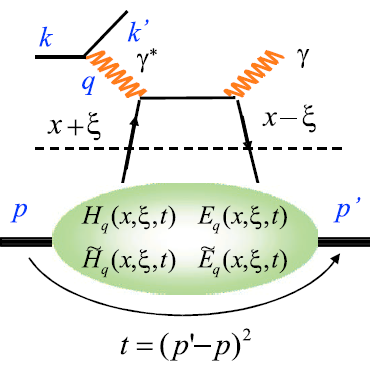 k k'
q γ* γ
x+ξ x−ξ
p p'
H_q(x,ξ,t) E_q(x,ξ,t)
H̃_q(x,ξ,t) Ẽ_q(x,ξ,t)
t=(p'-p)²